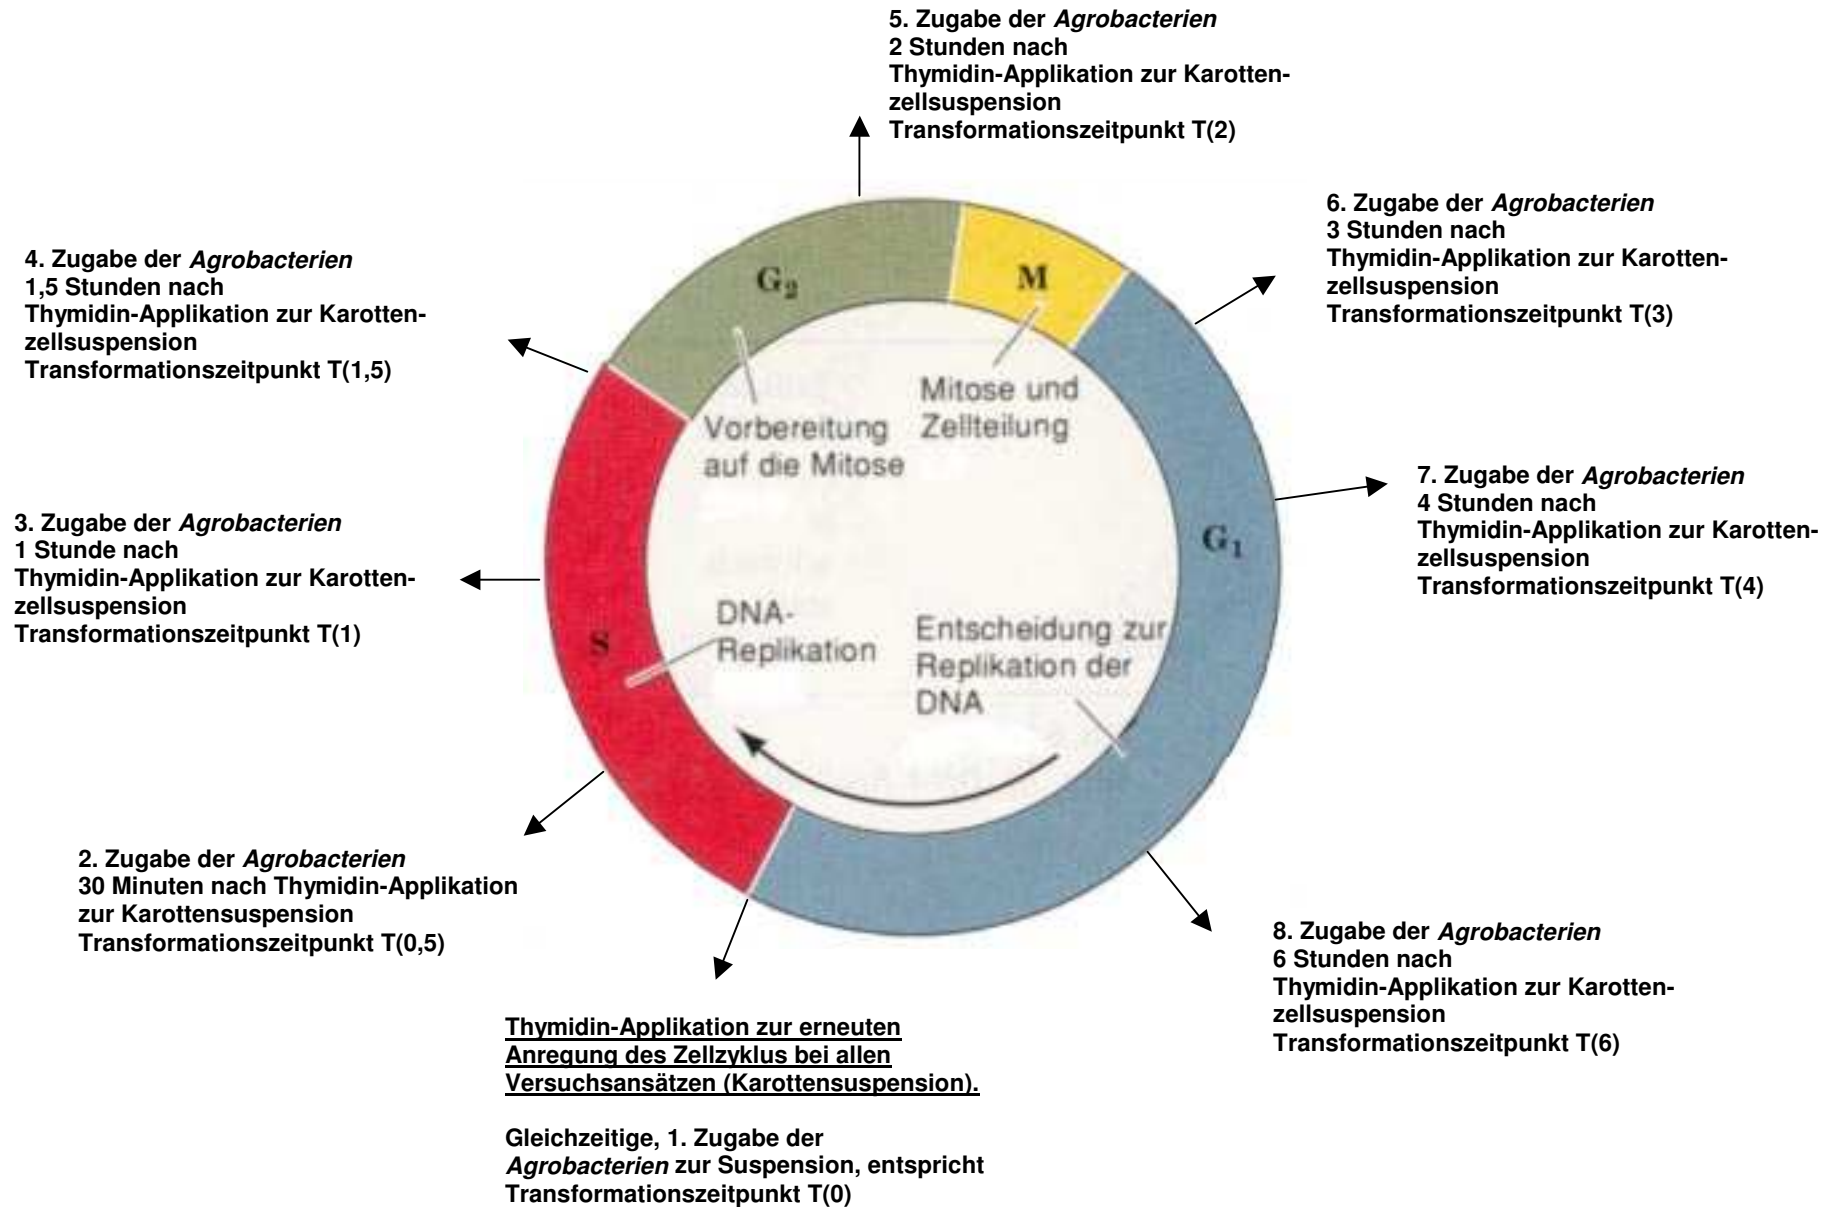 5. Zugabe der Agrobacterien
2 Stunden nach
Thymidin-Applikation zur Karotten-
zellsuspension
Transformationszeitpunkt T(2)
6. Zugabe der Agrobacterien
3 Stunden nach
Thymidin-Applikation zur Karotten-
zellsuspension
Transformationszeitpunkt T(3)
4. Zugabe der Agrobacterien
1,5 Stunden nach
Thymidin-Applikation zur Karotten-
zellsuspension
Transformationszeitpunkt T(1,5)
G2
M
Mitose und
Zellteilung
Vorbereitung
auf die Mitose
7. Zugabe der Agrobacterien
4 Stunden nach
Thymidin-Applikation zur Karotten-
zellsuspension
Transformationszeitpunkt T(4)
G1
3. Zugabe der Agrobacterien
1 Stunde nach
Thymidin-Applikation zur Karotten-
zellsuspension
Transformationszeitpunkt T(1)
S
DNA-
Replikation
Entscheidung zur
Replikation der
DNA
2. Zugabe der Agrobacterien
30 Minuten nach Thymidin-Applikation
zur Karottensuspension
Transformationszeitpunkt T(0,5)
8. Zugabe der Agrobacterien
6 Stunden nach
Thymidin-Applikation zur Karotten-
zellsuspension
Transformationszeitpunkt T(6)
Thymidin-Applikation zur erneuten
Anregung des Zellzyklus bei allen
Versuchsansätzen (Karottensuspension).
Gleichzeitige, 1. Zugabe der
Agrobacterien zur Suspension, entspricht
Transformationszeitpunkt T(0)